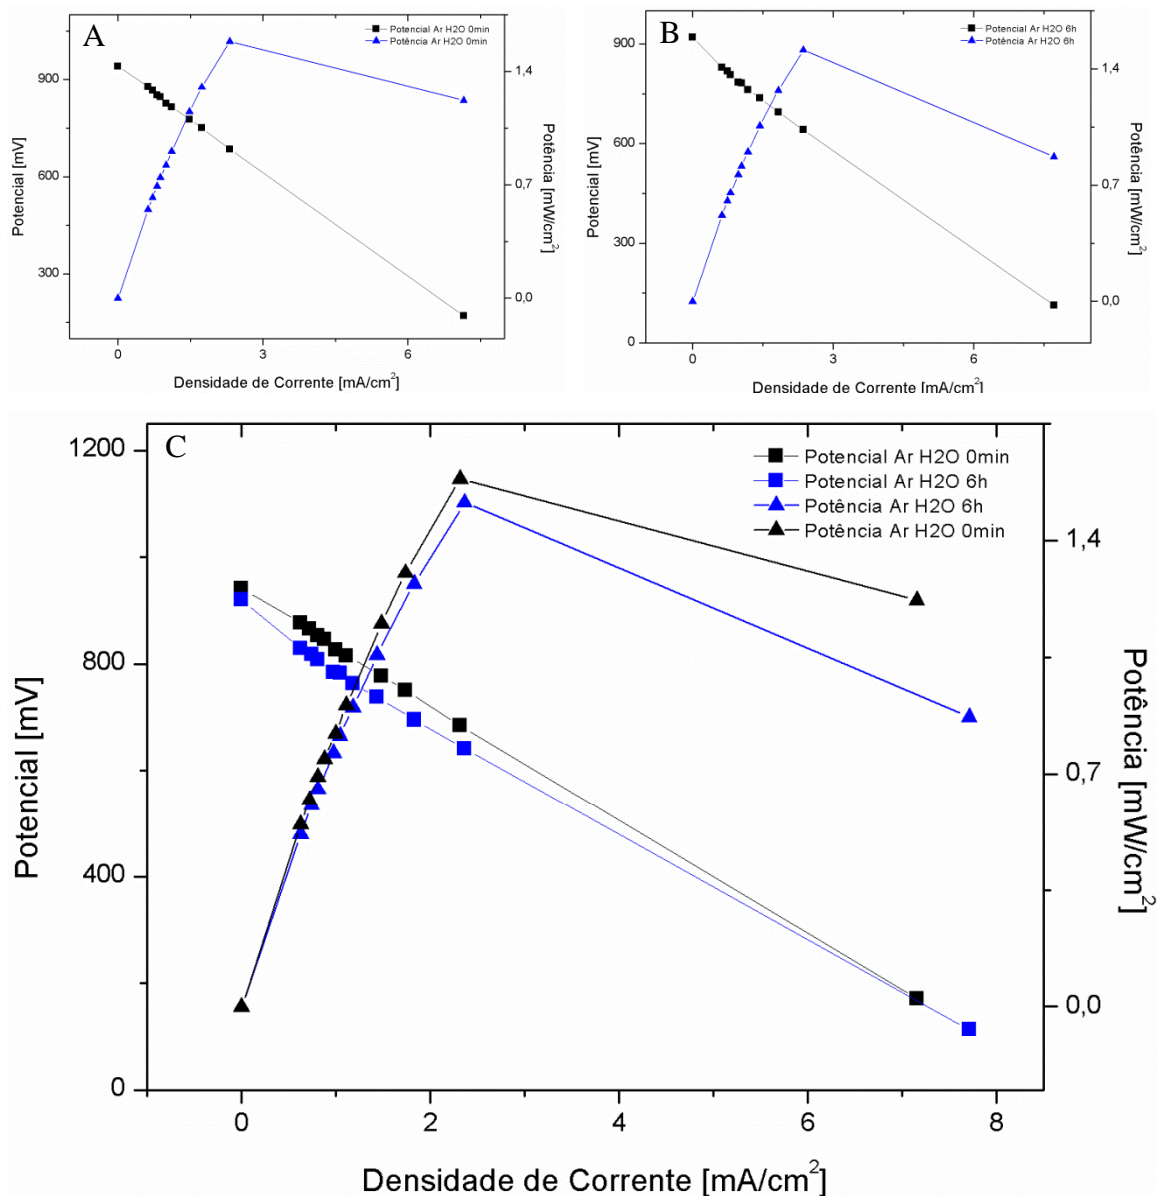 A
Potencial Ar H2O 0min
Potência Ar H2O 0min
900
600
300
Potencial [mV]
1,4
0,7
0,0
Potência [mW/cm²]
0
3
6
Densidade de Corrente [mA/cm²]
B
Potencial Ar H2O 6h
Potência Ar H2O 6h
900
600
300
0
Potencial [mV]
1,4
0,7
0,0
Potência [mW/cm²]
0
3
6
Densidade de Corrente [mA/cm²]
C
Potencial Ar H2O 0min
Potencial Ar H2O 6h
Potência Ar H2O 6h
Potência Ar H2O 0min
1200
800
400
0
Potencial [mV]
1,4
0,7
0,0
Potência [mW/cm²]
0
2
4
6
8
Densidade de Corrente [mA/cm²]